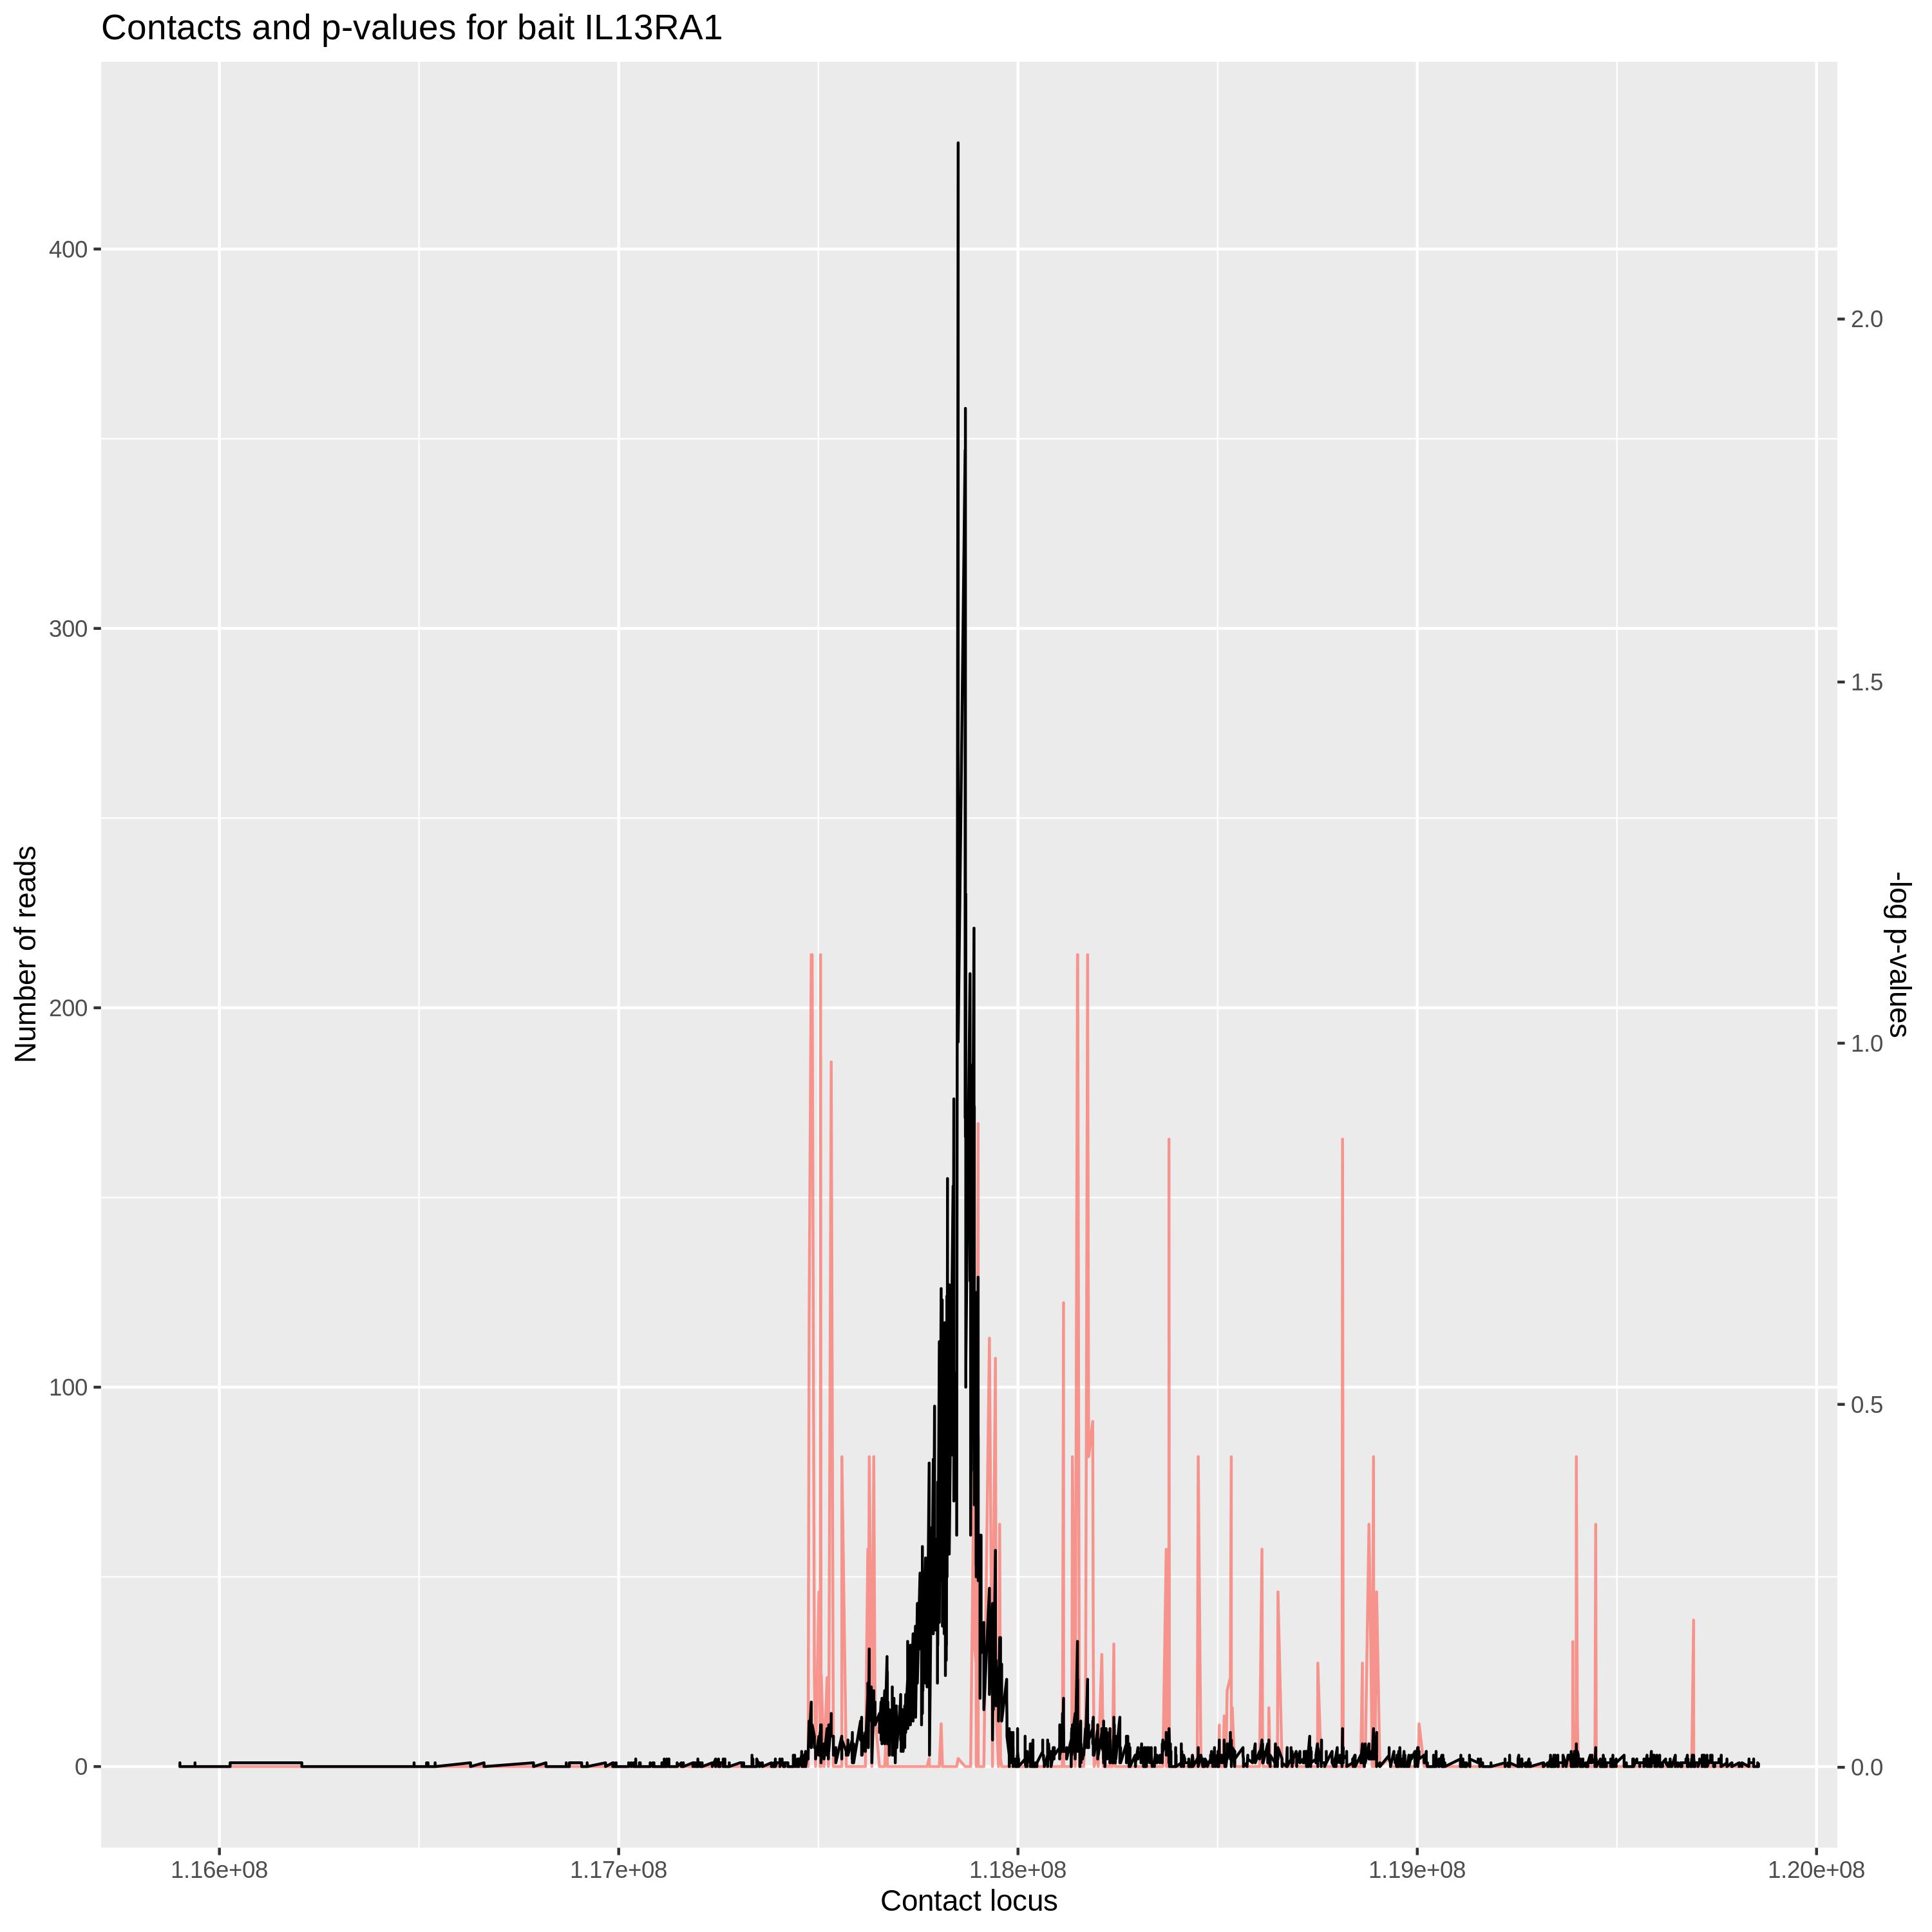 Contacts and p-values for bait IL13RA1
400
300
200
100
0
Number of reads
2.0
1.5
1.0
0.5
0.0
-log p-values
1.16e+08
1.17e+08
1.18e+08
1.19e+08
1.20e+08
Contact locus